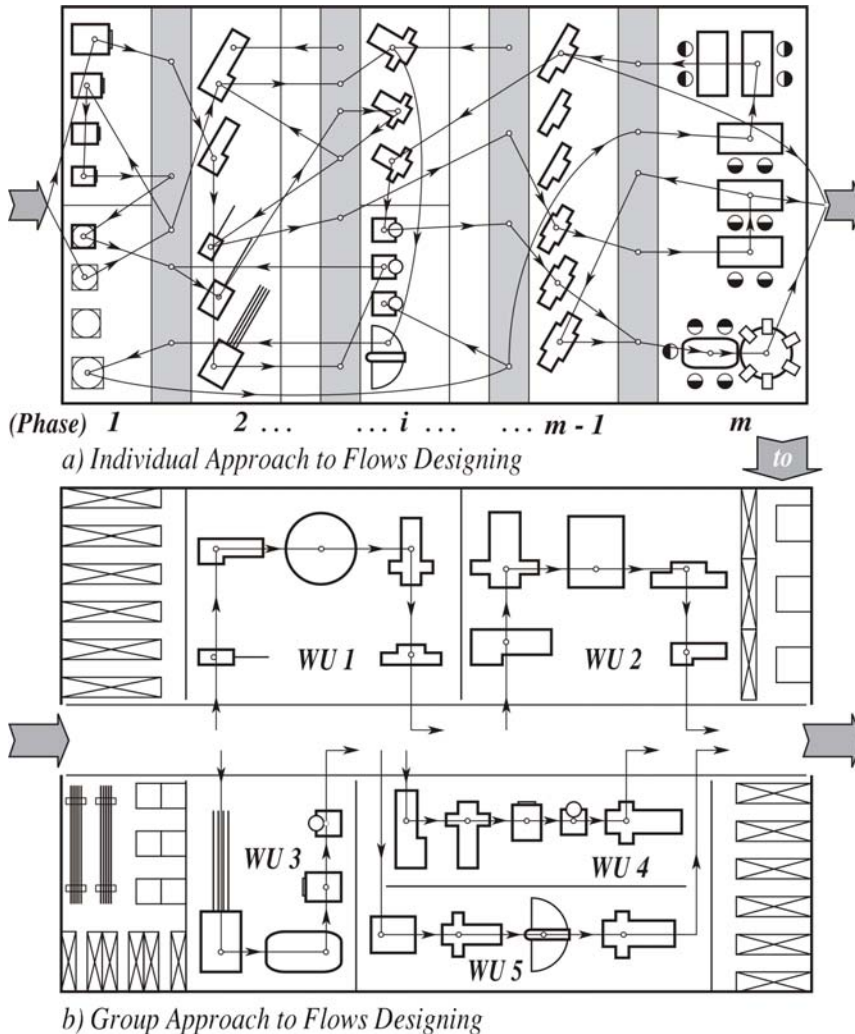 (Phase) 1 2 ... ... i ... ... m - 1 m
a) Individual Approach to Flows Designing
to
WU 1 WU 2
WU 3
WU 4
WU 5
b) Group Approach to Flows Designing